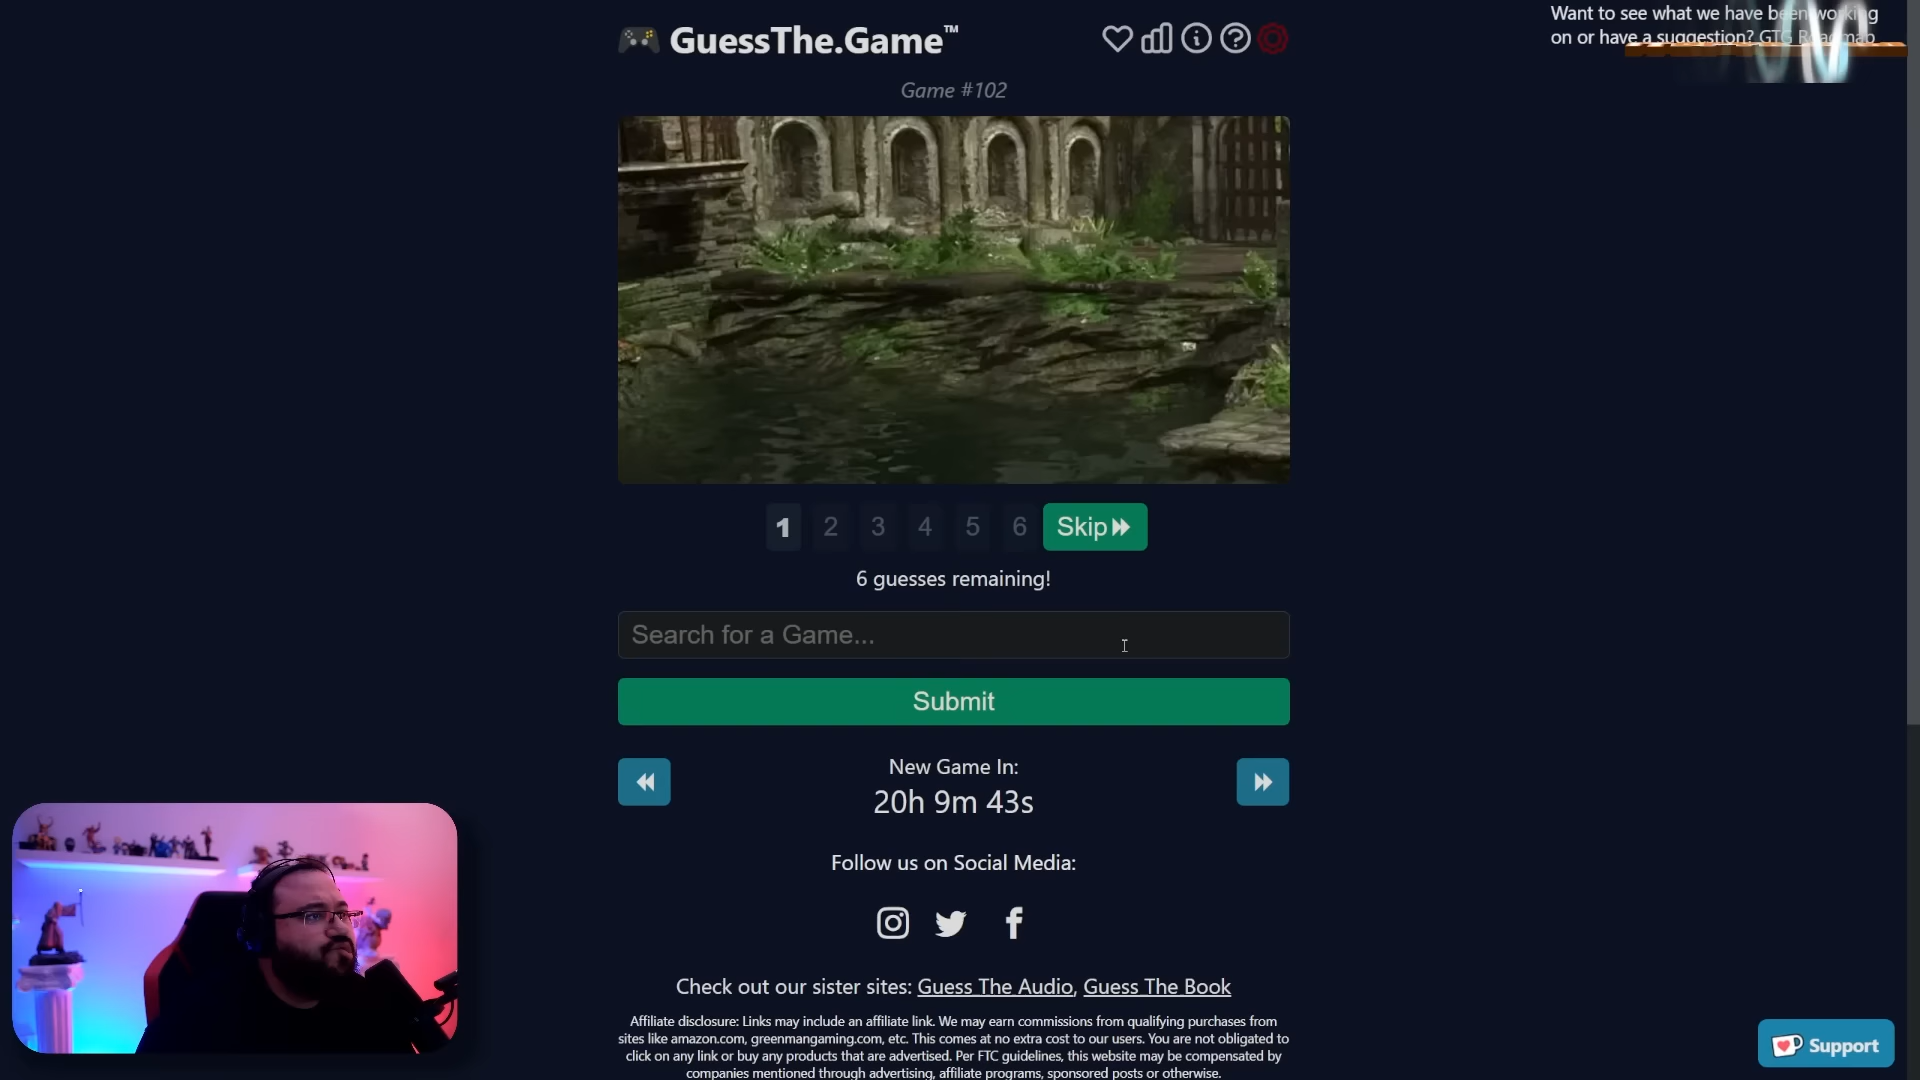 GuessThe.Game™
Want to see what we have been working
on or have a suggestion? GTG Roadmap
Game #102
1 2 3 4 5 6 Skip
6 guesses remaining!
Search for a Game...
Submit
New Game In:
20h 9m 43s
Follow us on Social Media:
Check out our sister sites: Guess The Audio, Guess The Book
Affiliate disclosure: Links may include an affiliate link. We may earn commissions from qualifying purchases from
sites like amazon.com, greenmangaming.com, etc. This comes at no extra cost to our users. You are not obligated to
click on any link or buy any products that are advertised. Per FTC guidelines, this website may be compensated by
companies mentioned through advertising, affiliate programs, sponsored posts or otherwise.
Support